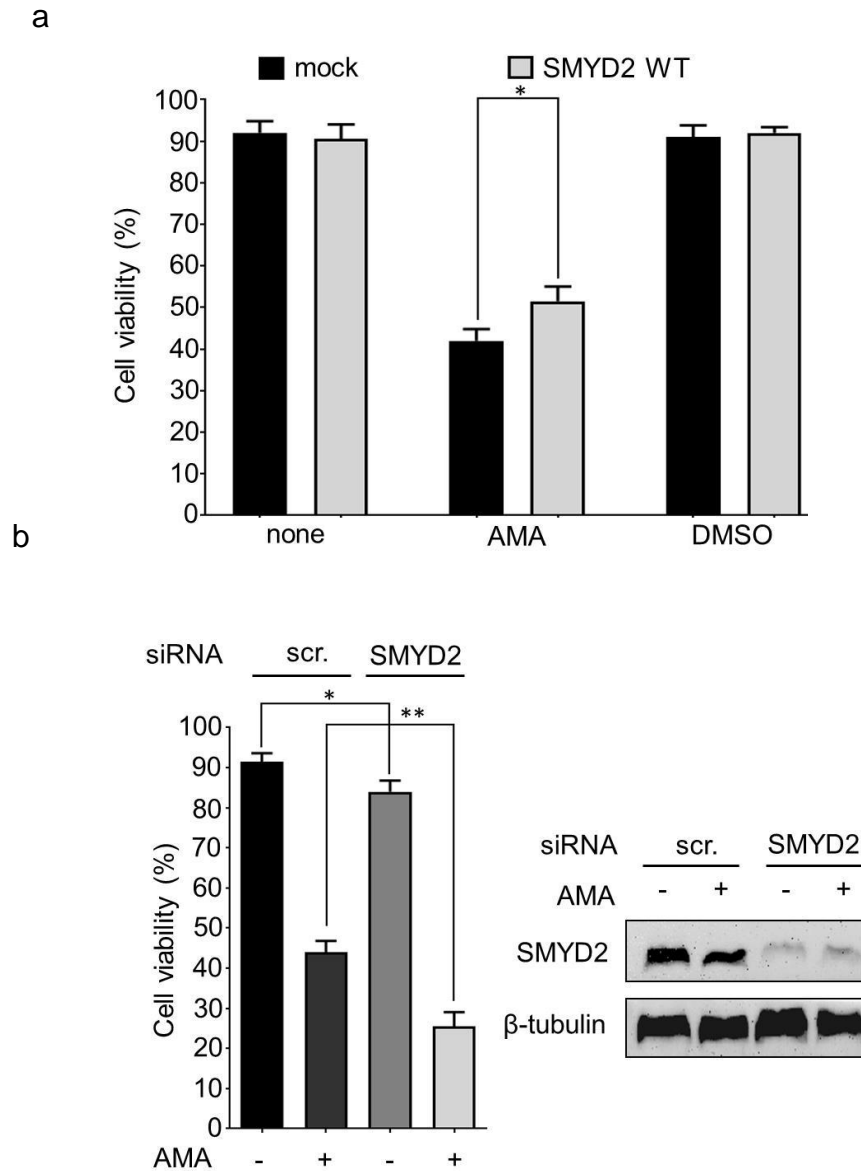 a
mock SMYD2 WT
Cell viability (%)
100
90
80
70
60
50
40
30
20
10
0
*
none AMA DMSO
b
siRNA scr. SMYD2
Cell viability (%)
100
90
80
70
60
50
40
30
20
10
0
*
**
AMA - + - +
siRNA scr. SMYD2
AMA - + - +
SMYD2
β-tubulin